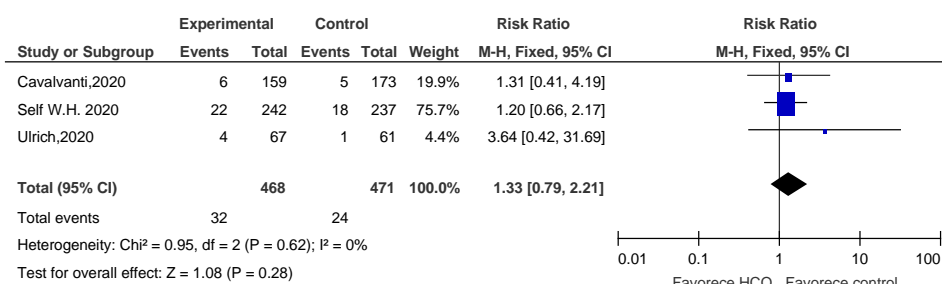 Experimental Control Risk Ratio Risk Ratio
Study or Subgroup Events Total Events Total Weight M-H, Fixed, 95% CI M-H, Fixed, 95% CI
Cavalvanti,2020 6 159 5 173 19.9% 1.31 [0.41, 4.19]
Self W.H. 2020 22 242 18 237 75.7% 1.20 [0.66, 2.17]
Ulrich,2020 4 67 1 61 4.4% 3.64 [0.42, 31.69]
Total (95% CI) 468 471 100.0% 1.33 [0.79, 2.21]
Total events 32 24
Heterogeneity: Chi² = 0.95, df = 2 (P = 0.62); I² = 0%
Test for overall effect: Z = 1.08 (P = 0.28)
0.01 0.1 1 10 100
Favorece HCQ Favorece control